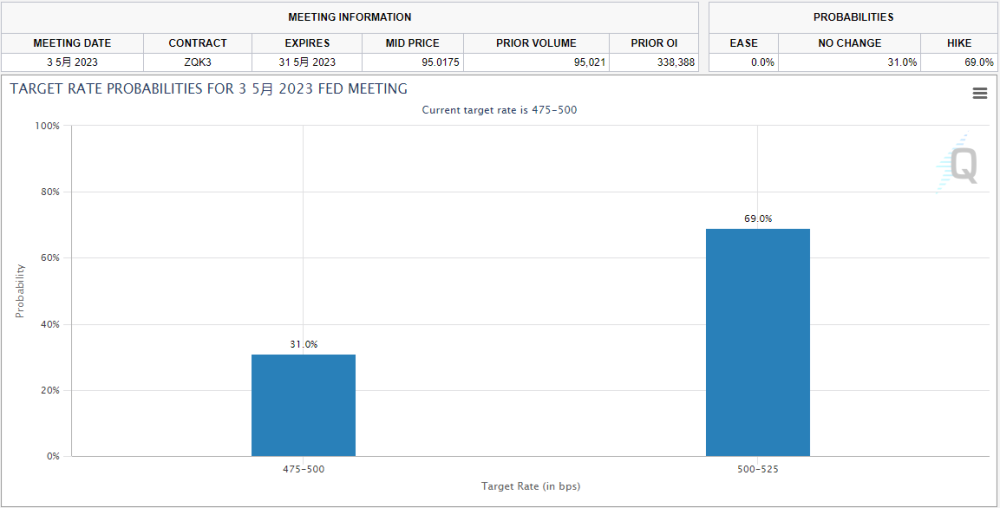 MEETING INFORMATION
MEETING DATE CONTRACT EXPIRES MID PRICE PRIOR VOLUME PRIOR OI
3 5月 2023 ZQK3 31 5月 2023 95.0175 95,021 338,388
PROBABILITIES
EASE NO CHANGE HIKE
0.0% 31.0% 69.0%
TARGET RATE PROBABILITIES FOR 3 5月 2023 FED MEETING
Current target rate is 475-500
100%
80%
60%
40%
20%
0%
Probability
Q
69.0%
31.0%
475-500 500-525
Target Rate (in bps)